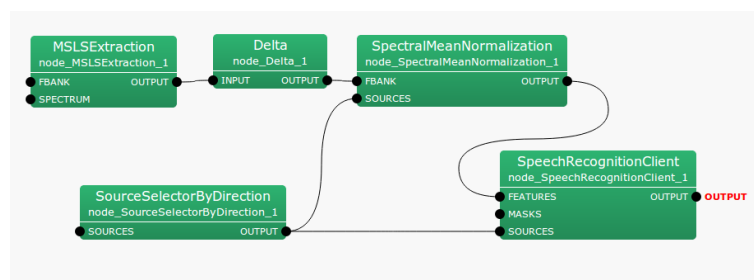 MSLSExtraction
node_MSLSExtraction_1
FBANK OUTPUT
SPECTRUM
Delta
node_Delta_1
INPUT OUTPUT
SpectralMeanNormalization
node_SpectralMeanNormalization_1
FBANK OUTPUT
SOURCES
SourceSelectorByDirection
node_SourceSelectorByDirection_1
SOURCES OUTPUT
SpeechRecognitionClient
node_SpeechRecognitionClient_1
FEATURES OUTPUT OUTPUT
MASKS
SOURCES